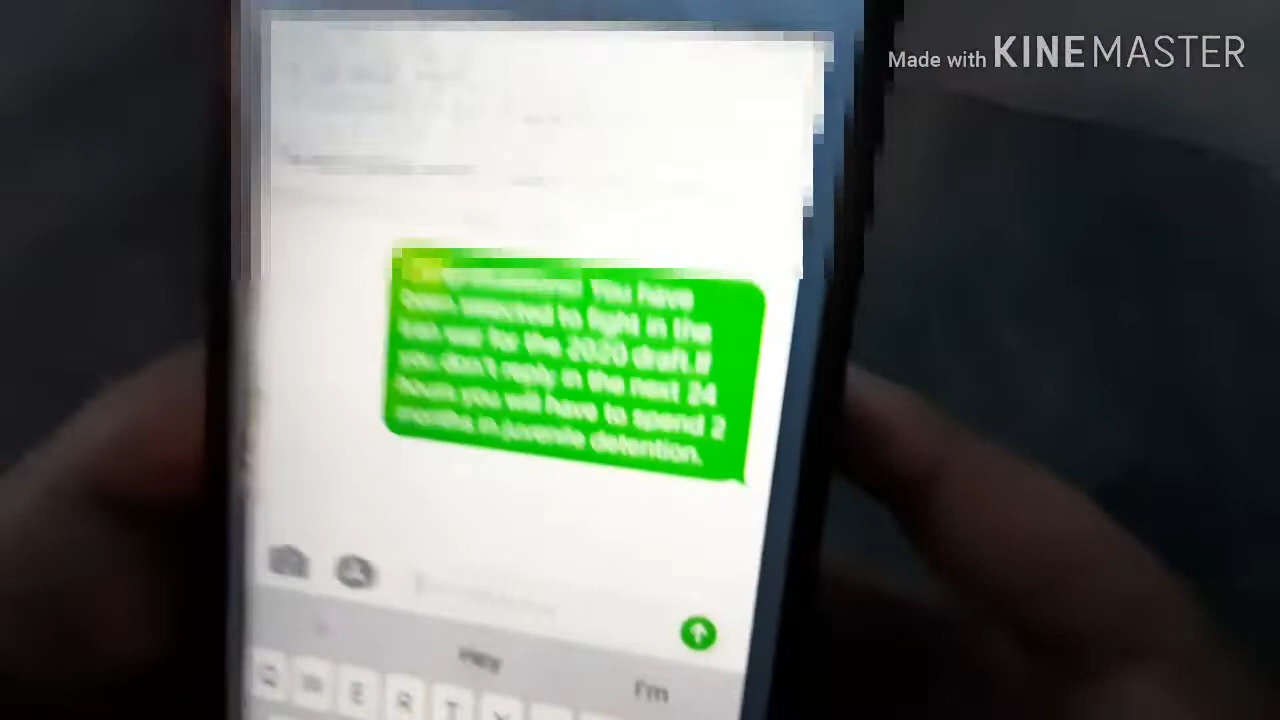 Made with KINEMASTER
You have
been selected to fight in the
war for the 2020 draft.If
you don't reply in the next 24
hours you will have to spend 2
months in juvenile detention.
Hey I'm
Q W E R T Y